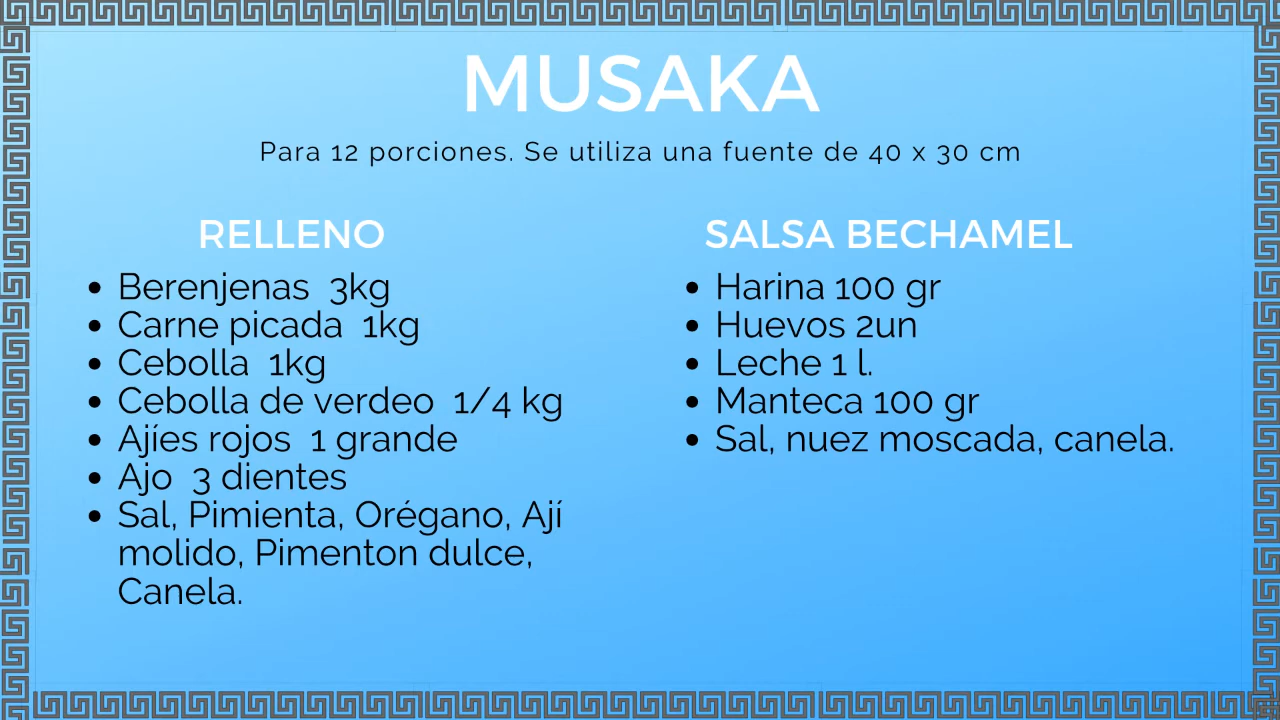 MUSAKA
Para 12 porciones. Se utiliza una fuente de 40 x 30 cm
RELLENO
• Berenjenas 3kg
• Carne picada 1kg
• Cebolla 1kg
• Cebolla de verdeo 1/4 kg
• Ajíes rojos 1 grande
• Ajo 3 dientes
• Sal, Pimienta, Orégano, Ají
molido, Pimenton dulce,
Canela.
SALSA BECHAMEL
• Harina 100 gr
• Huevos 2un
• Leche 1 l.
• Manteca 100 gr
• Sal, nuez moscada, canela.